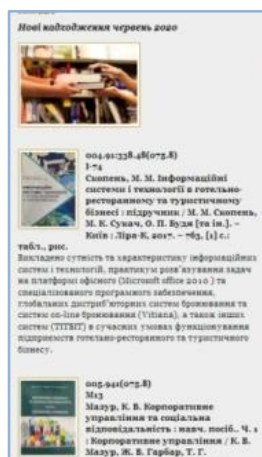 Нові надходження червень 2020
004.91:338.48(075.8)
І-74
Скопень, М. М. Інформаційні
системи і технології в готельно-
ресторанному та туристичному
бізнесі : підручник / М. М. Скопень,
М. К. Сукач, О. П. Будя [та ін.]. –
Київ : Ліра-К, 2017. – 763, [1] с.:
табл., рис.
Викладено сутність та характеристику інформаційних
систем і технологій, практикум розв'язування задач
на платформі офісного (Microsoft office 2010 ) та
спеціалізованого програмного забезпечення,
глобальних дистриб'юторних систем бронювання та
систем on-line бронювання (Vitiana), а також інших
систем (ТІТБІТ) в сучасних умовах функціонування
підприємств готельно-ресторанного та туристичного
бізнесу.
005.941(075.8)
М13
Мазур, К. В. Корпоративне
управління та соціальна
відповідальність : навч. посіб.. Ч. 1
: Корпоративне управління / К. В.
Мазур, Ж. В. Гарбар, Т. Г.